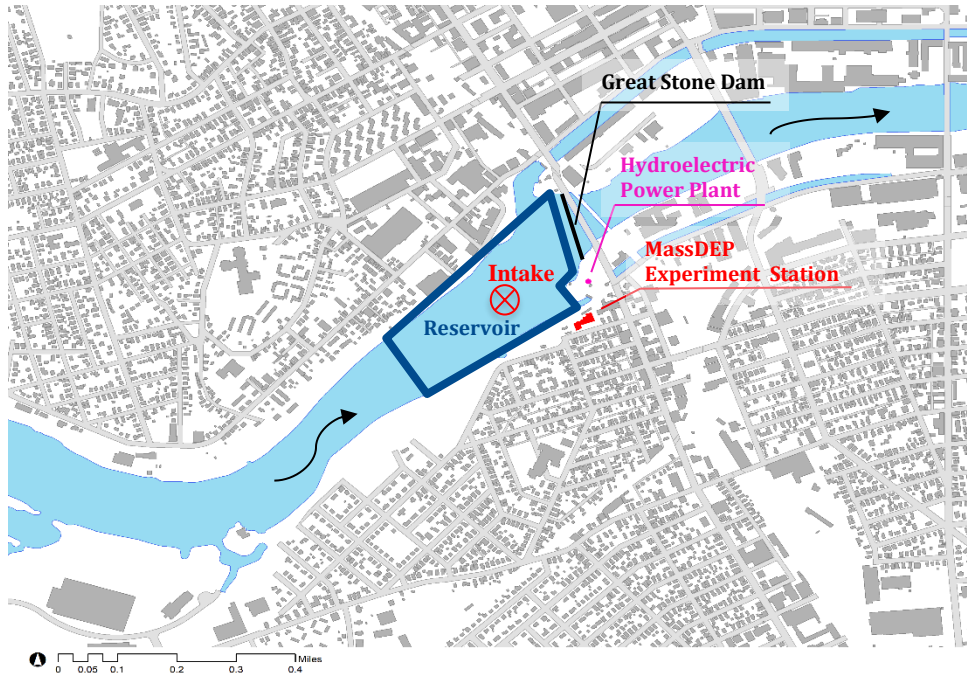 Great Stone Dam
Hydroelectric
Power Plant
MassDEP
Experiment Station
Intake
Reservoir
Miles
0 0.05 0.1 0.2 0.3 0.4